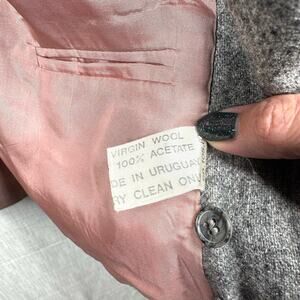 VIRGIN WOOL
100% ACETATE
DE IN URUGUAY
RY CLEAN ONL